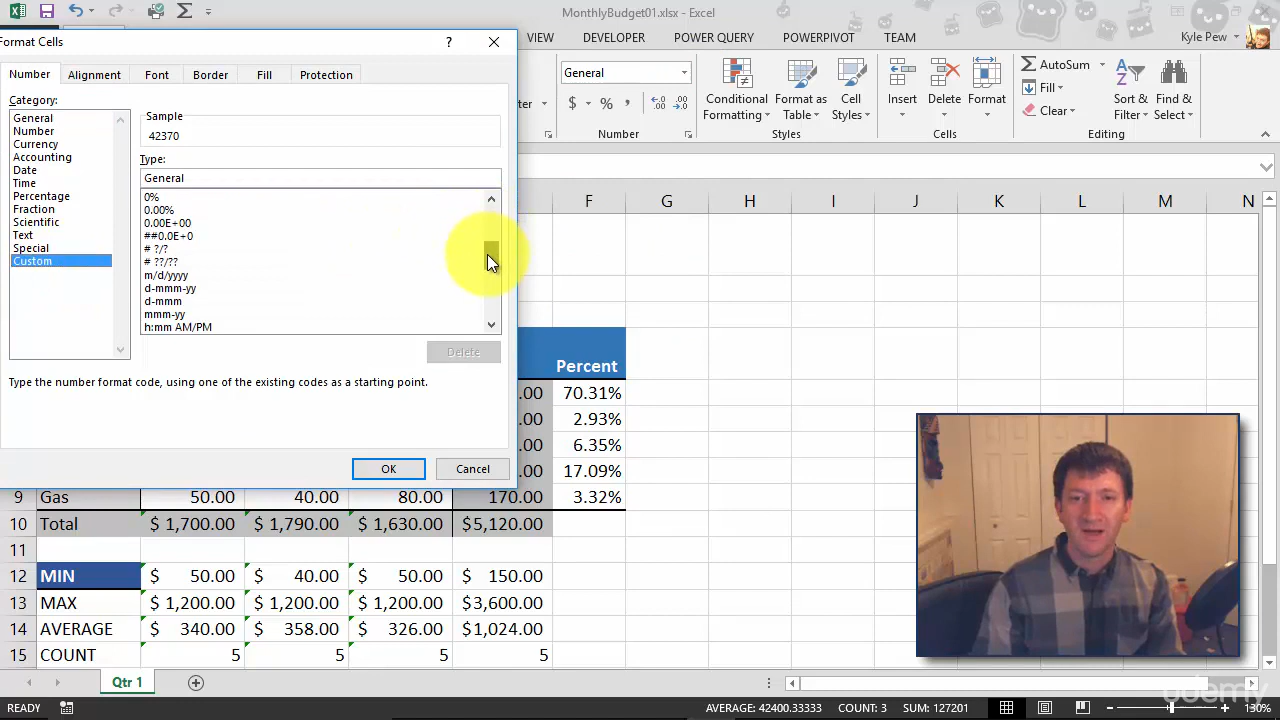 MonthlyBudget01.xlsx - Excel
Format Cells
?
VIEW
DEVELOPER
POWER QUERY
POWERPIVOT
TEAM
Kyle Pew
Number
Alignment
Font
Border
Fill
Protection
General
$ % ,
Number
Conditional Formatting
Format as Table
Cell Styles
Styles
Insert
Delete
Format
Cells
AutoSum
Fill
Clear
Sort & Filter
Find & Select
Editing
Category:
General
Number
Currency
Accounting
Date
Time
Percentage
Fraction
Scientific
Text
Special
Custom
Sample
42370
Type:
General
0%
0.00%
0.00E+00
##0.0E+0
# ?/?
# ??/??
m/d/yyyy
d-mmm-yy
d-mmm
mmm-yy
h:mm AM/PM
Delete
Type the number format code, using one of the existing codes as a starting point.
OK
Cancel
F G H I J K L M N
Percent
.00 70.31%
.00 2.93%
.00 6.35%
.00 17.09%
9 Gas 50.00 40.00 80.00 170.00 3.32%
10 Total $ 1,700.00 $ 1,790.00 $ 1,630.00 $5,120.00
11
12 MIN $ 50.00 $ 40.00 $ 50.00 $ 150.00
13 MAX $ 1,200.00 $ 1,200.00 $ 1,200.00 $3,600.00
14 AVERAGE $ 340.00 $ 358.00 $ 326.00 $1,024.00
15 COUNT 5 5 5 5
Qtr 1
udemy
READY
AVERAGE: 42400.33333
COUNT: 3
SUM: 127201
130%